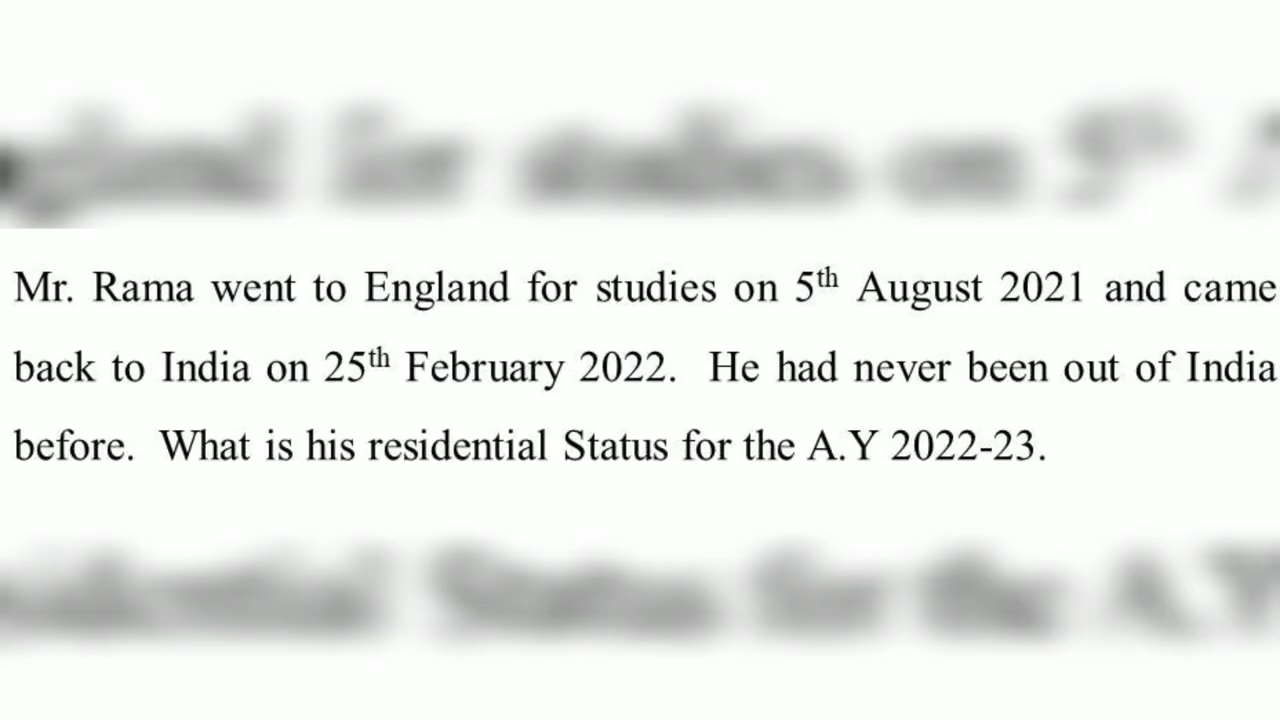 Mr. Rama went to England for studies on 5th August 2021 and came
back to India on 25th February 2022. He had never been out of India
before. What is his residential Status for the A.Y 2022-23.